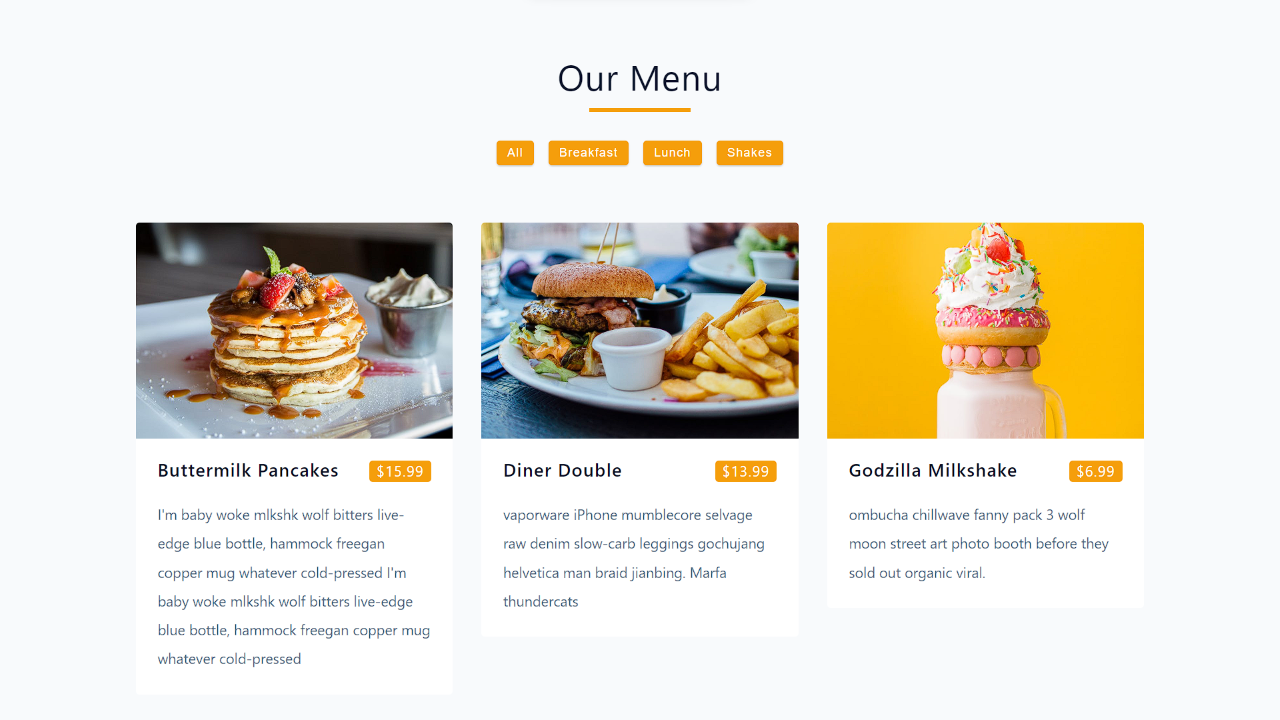 Our Menu
All Breakfast Lunch Shakes
Buttermilk Pancakes $15.99
I'm baby woke mlkshk wolf bitters live-
edge blue bottle, hammock freegan
copper mug whatever cold-pressed I'm
baby woke mlkshk wolf bitters live-edge
blue bottle, hammock freegan copper mug
whatever cold-pressed
Diner Double $13.99
vaporware iPhone mumblecore selvage
raw denim slow-carb leggings gochujang
helvetica man braid jianbing. Marfa
thundercats
Godzilla Milkshake $6.99
ombucha chillwave fanny pack 3 wolf
moon street art photo booth before they
sold out organic viral.